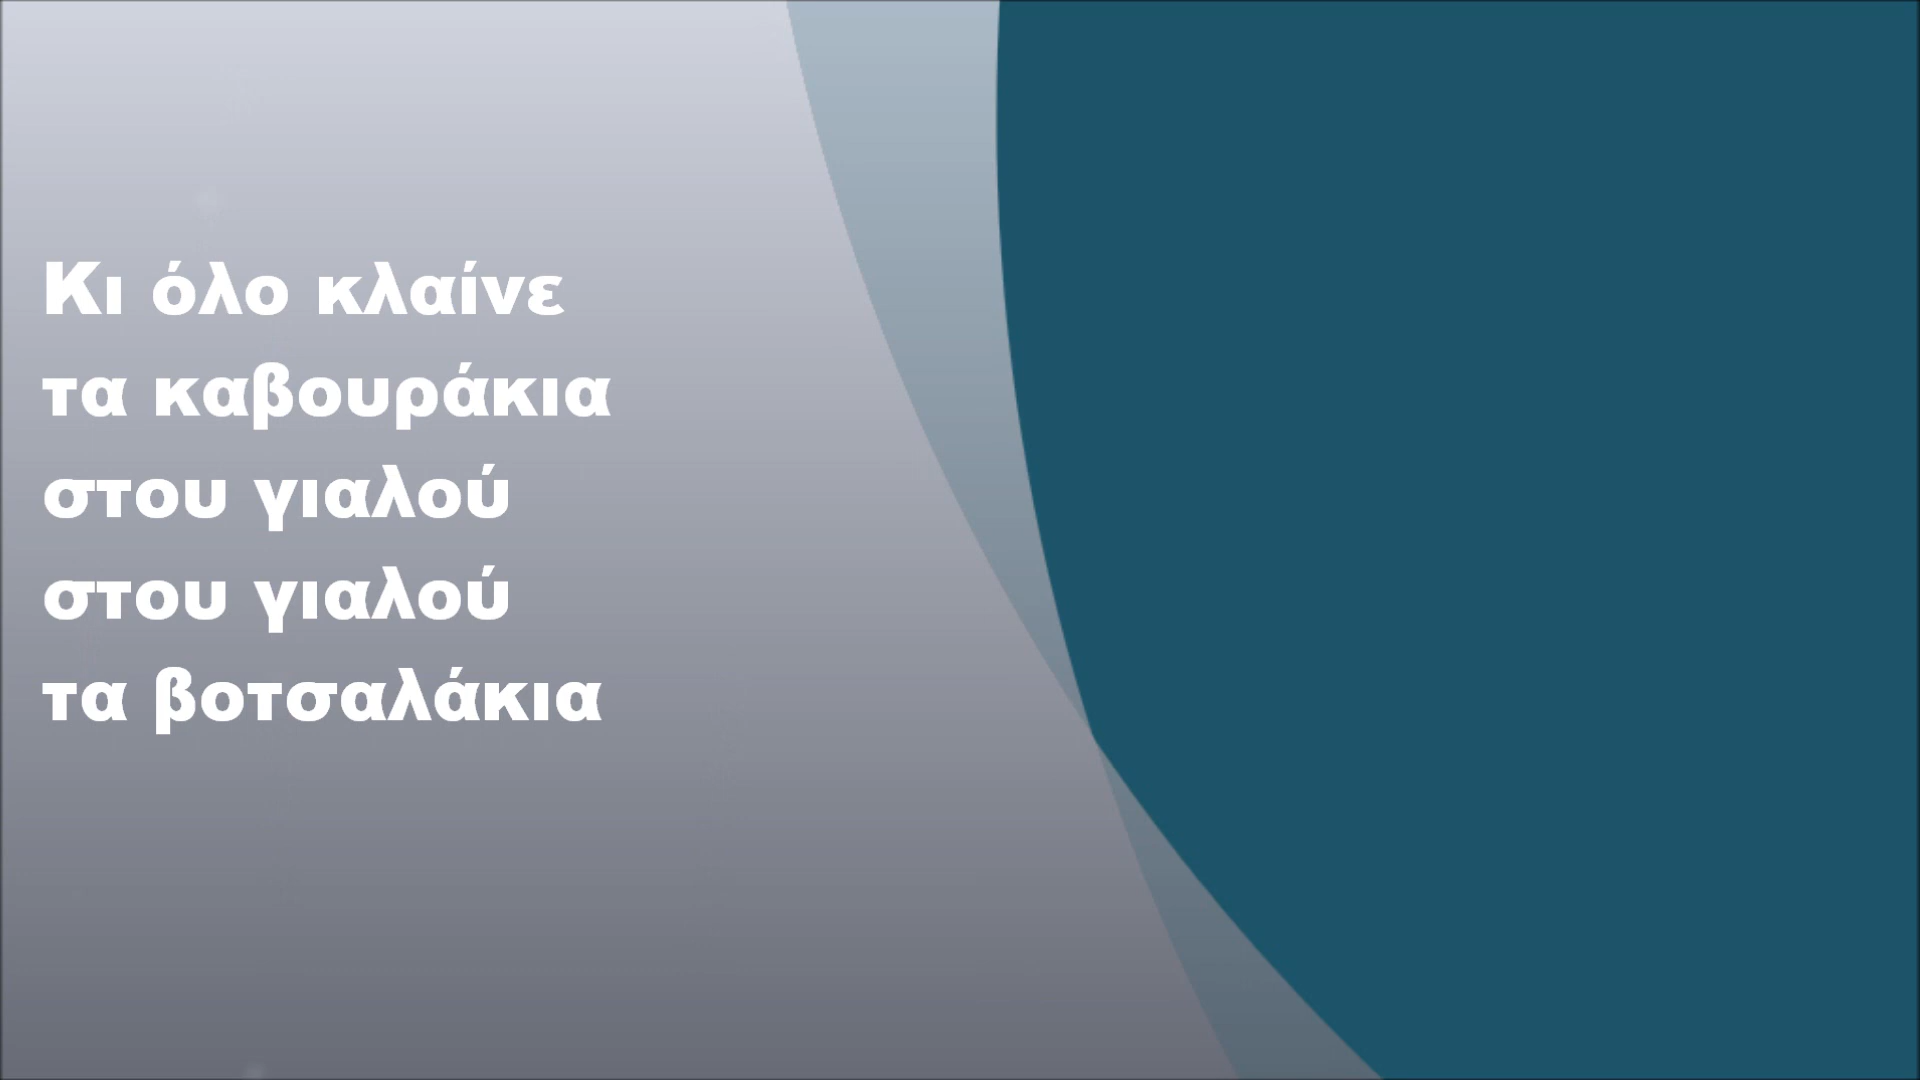 Κι όλο κλαίνε
τα καβουράκια
στου γιαλού
στου γιαλού
τα βοτσαλάκια